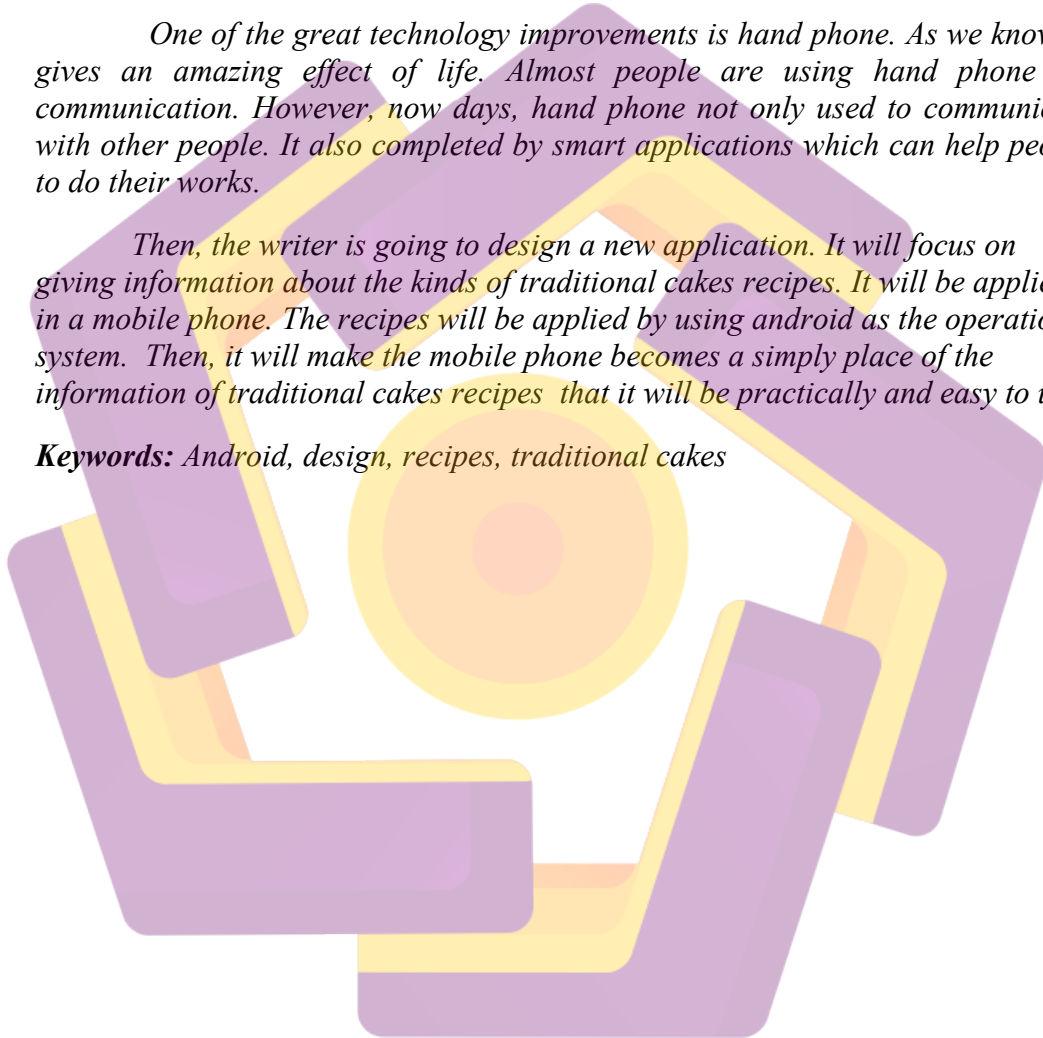 One of the great technology improvements is hand phone. As we know
gives an amazing effect of life. Almost people are using hand phone
communication. However, now days, hand phone not only used to communi
with other people. It also completed by smart applications which can help peo
to do their works.
Then, the writer is going to design a new application. It will focus on
giving information about the kinds of traditional cakes recipes. It will be applic
in a mobile phone. The recipes will be applied by using android as the operatio
system. Then, it will make the mobile phone becomes a simply place of the
information of traditional cakes recipes that it will be practically and easy to u
Keywords: Android, design, recipes, traditional cakes